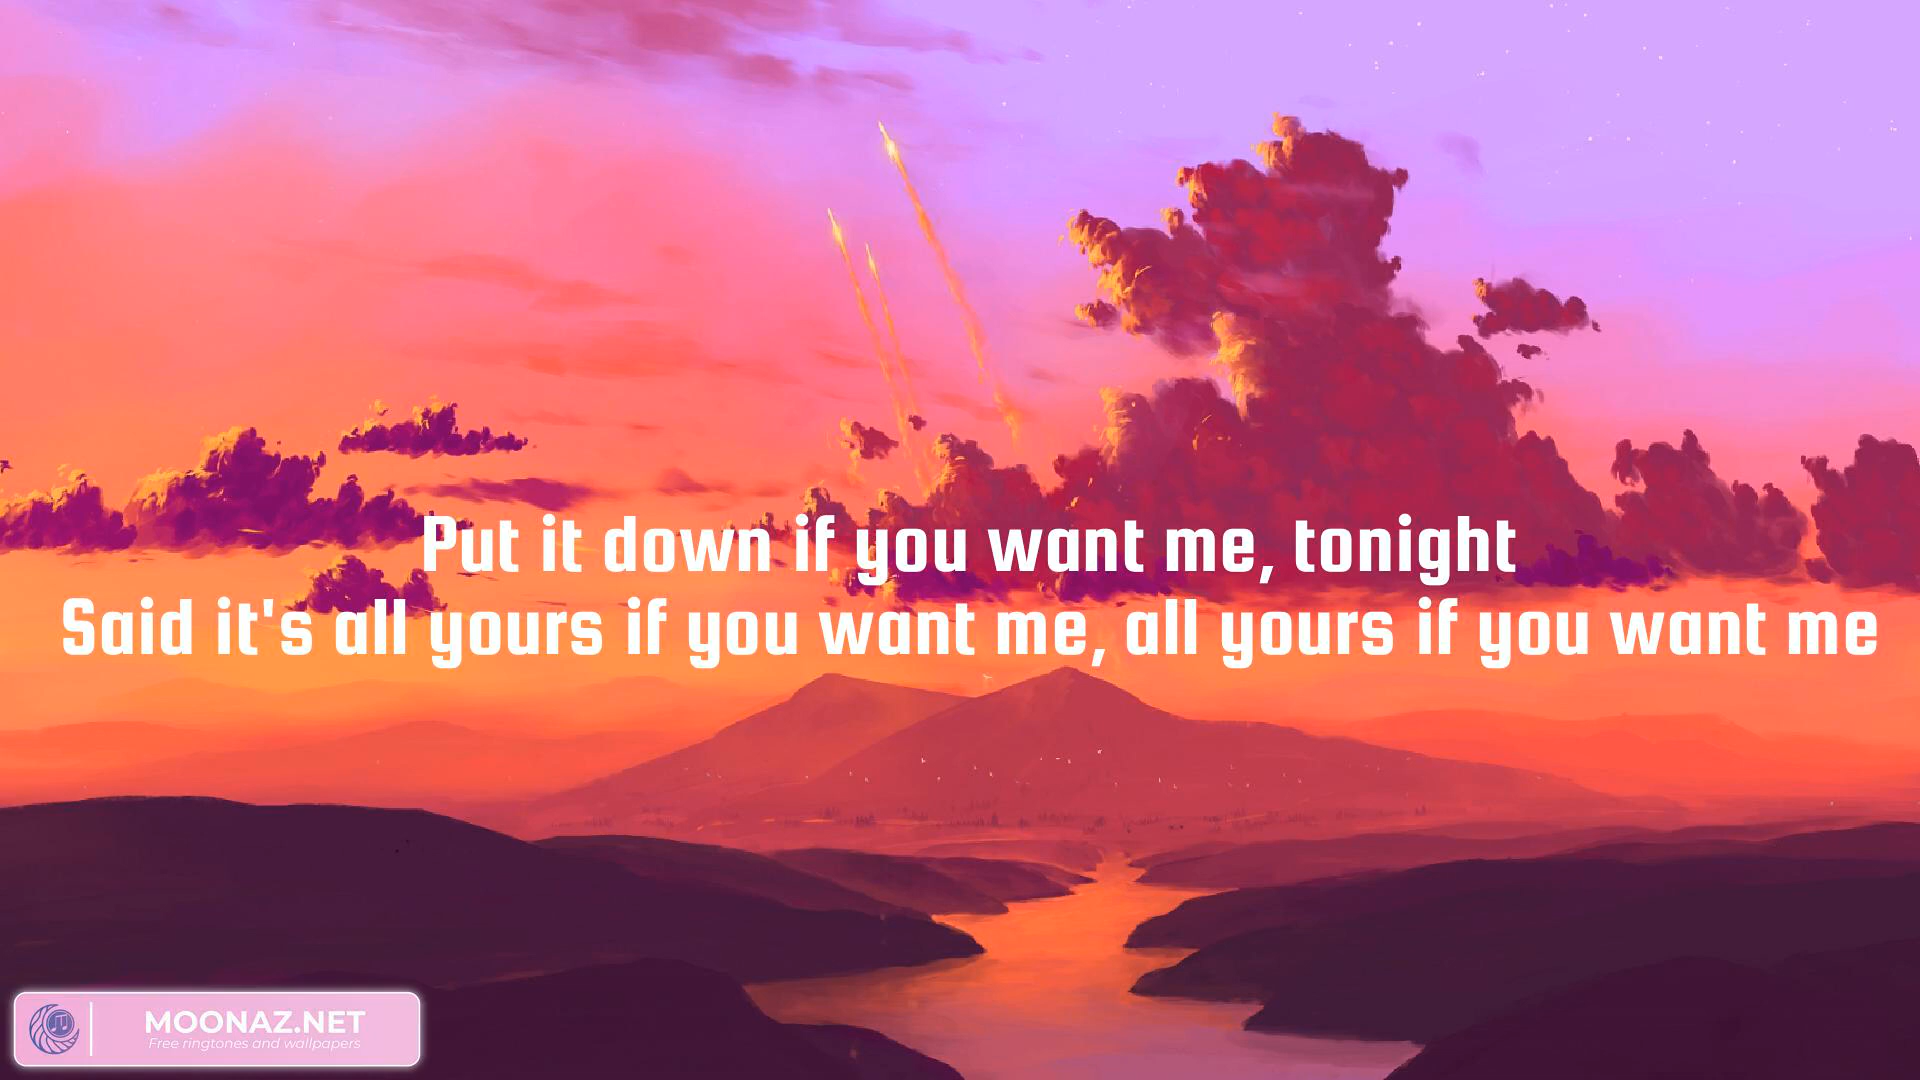 Put it down if you want me, tonight
Said it's all yours if you want me, all yours if you want me
MOONAZ.NET
Free ringtones and wallpapers